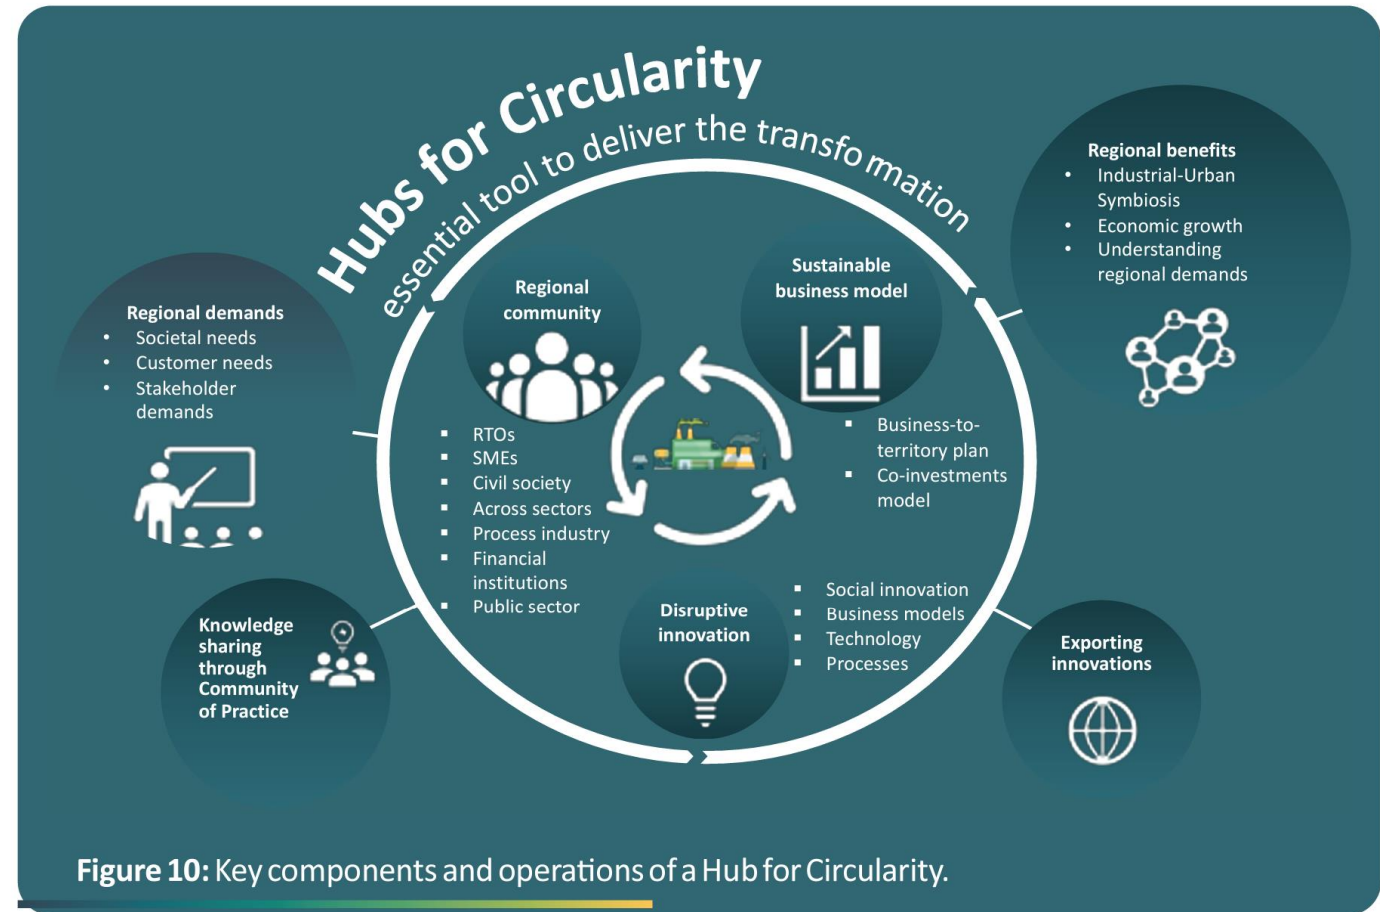 Hubs for Circularity
essential tool to deliver the transformation
Regional demands
• Societal needs
• Customer needs
• Stakeholder
demands
Knowledge
sharing
through
Community
of Practice
Regional
community
▪ RTOs
▪ SMEs
▪ Civil society
▪ Across sectors
▪ Process industry
▪ Financial
institutions
▪ Public sector
Sustainable
business model
▪ Business-to-
territory plan
▪ Co-investments
model
Disruptive
innovation
▪ Social innovation
▪ Business models
▪ Technology
▪ Processes
Regional benefits
• Industrial-Urban
Symbiosis
• Economic growth
• Understanding
regional demands
Exporting
innovations
Figure 10: Key components and operations of a Hub for Circularity.